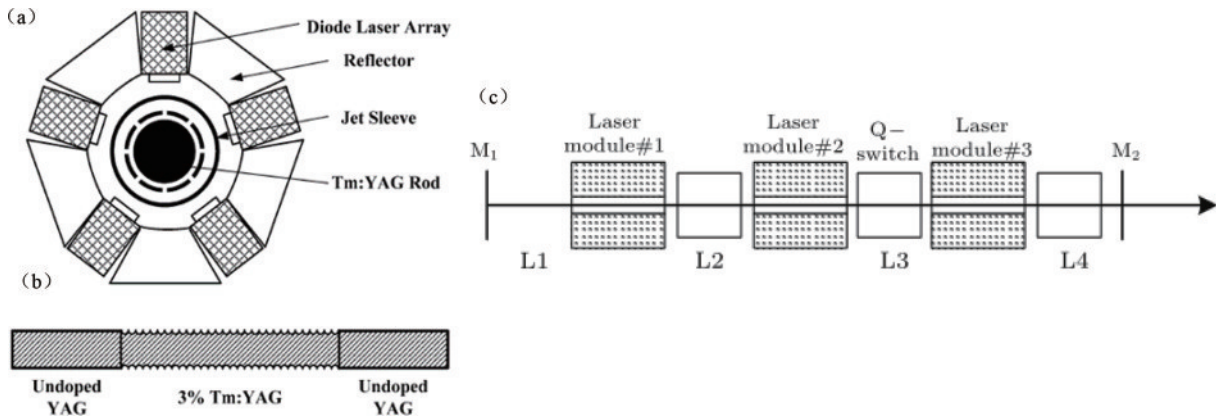 (a)
Diode Laser Array
Reflector
Jet Sleeve
Tm:YAG Rod
(b)
Undoped
YAG
3% Tm:YAG
Undoped
YAG
(c)
M1
Laser
module#1
Laser
module#2
Q-
switch
Laser
module#3
M2
L1
L2
L3
L4